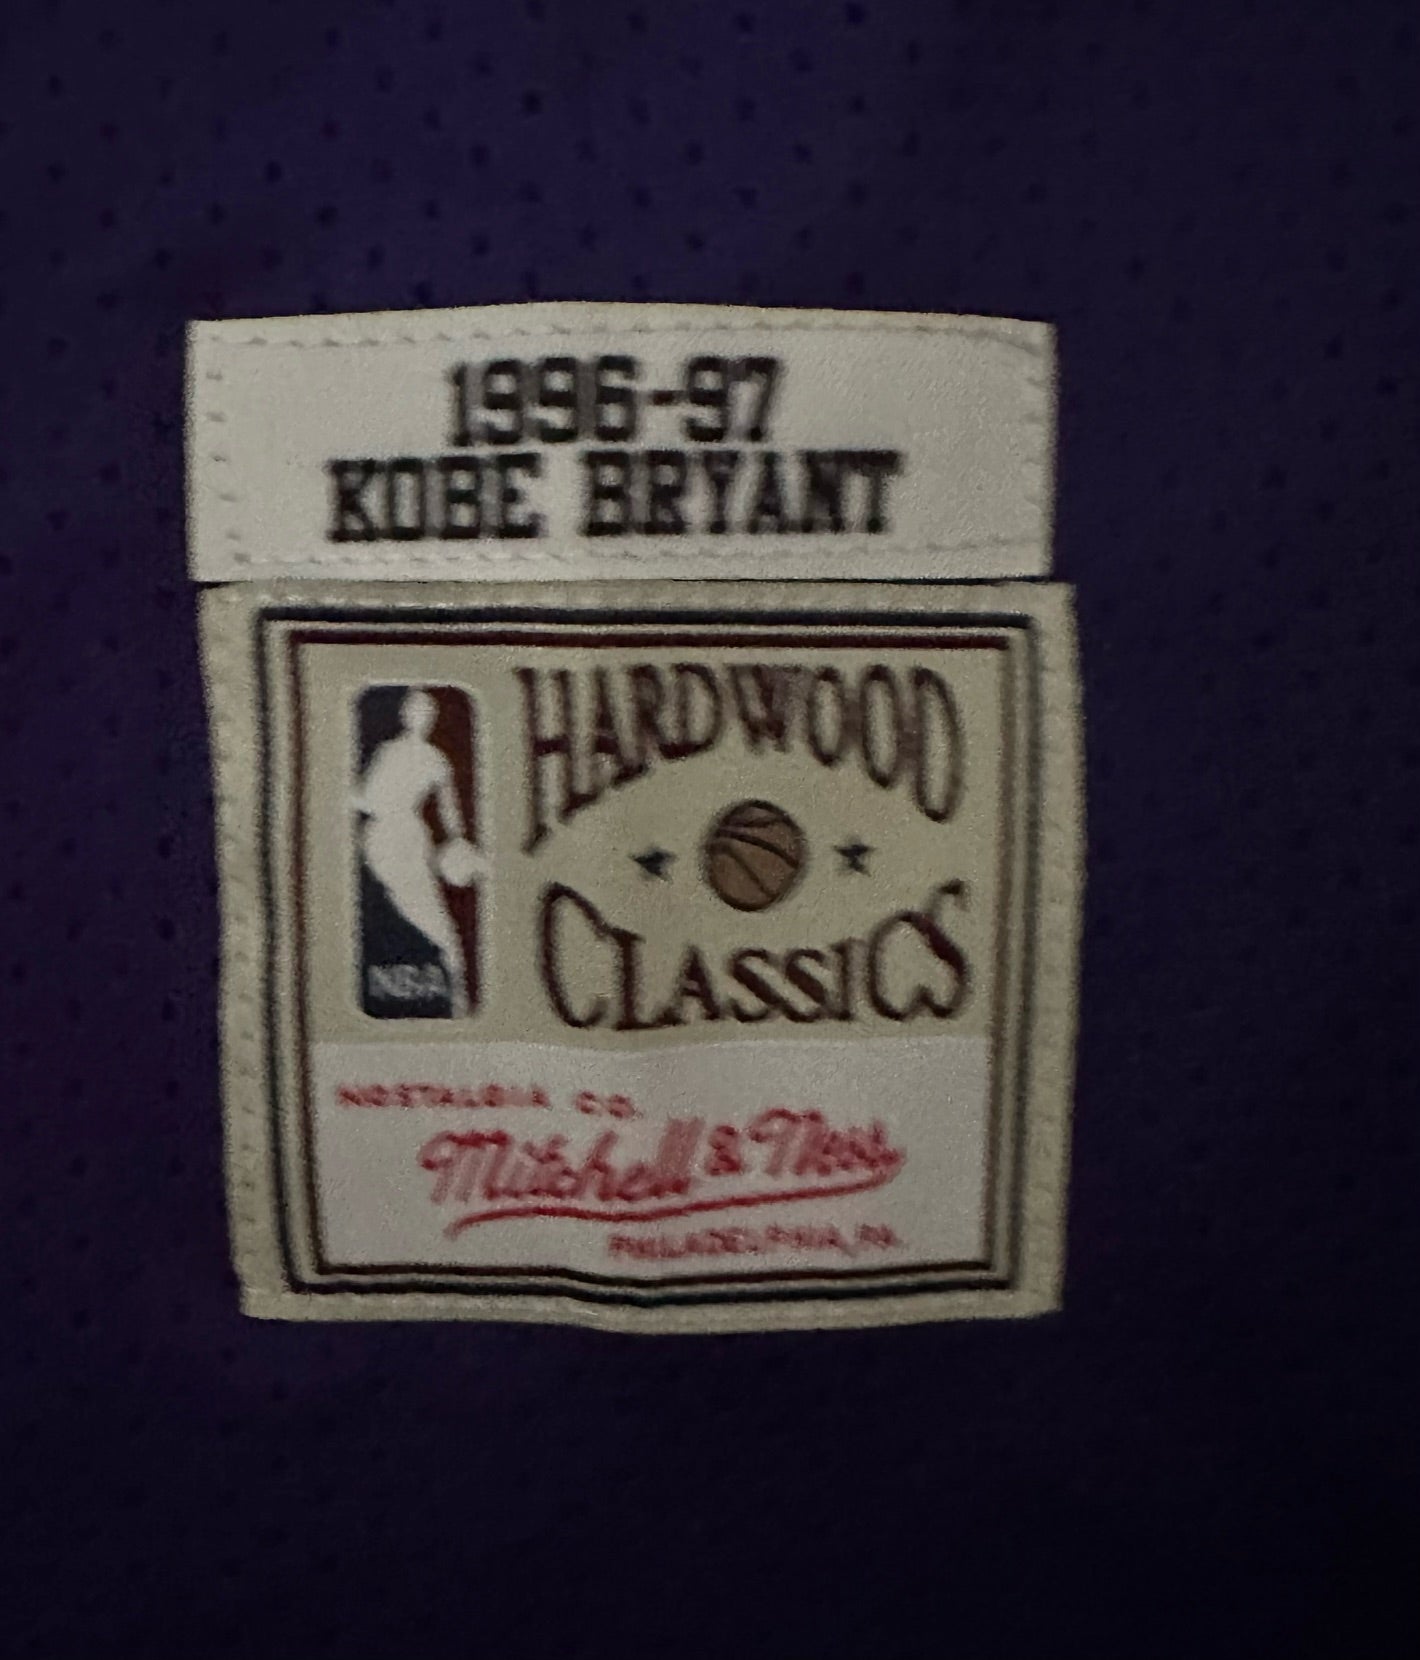 1996-97
KOBE BRYANT
HARDWOOD
CLASSICS
NBA
NOSTALGIA CO.
Mitchell & Ness
PHILADELPHIA, PA.